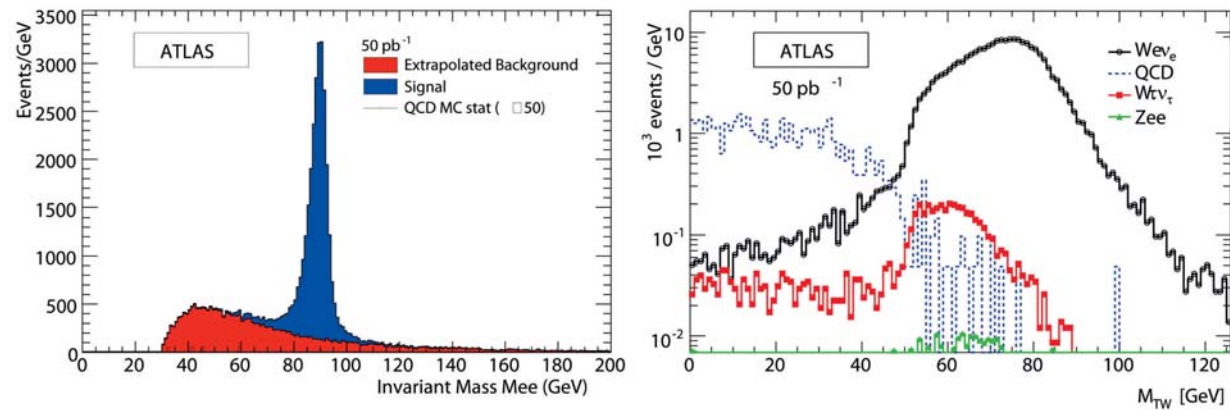 3500
3000
2500
2000
1500
1000
500
0
Events/GeV
ATLAS
50 pb⁻¹
Extrapolated Background
Signal
QCD MC stat ( □50)
0 20 40 60 80 100 120 140 160 180 200
Invariant Mass Mee (GeV)
10
1
10⁻¹
10⁻²
10³ events / GeV
ATLAS
50 pb ⁻¹
Weνₑ
QCD
Wτντ
Zee
0 20 40 60 80 100 120
M_TW [GeV]